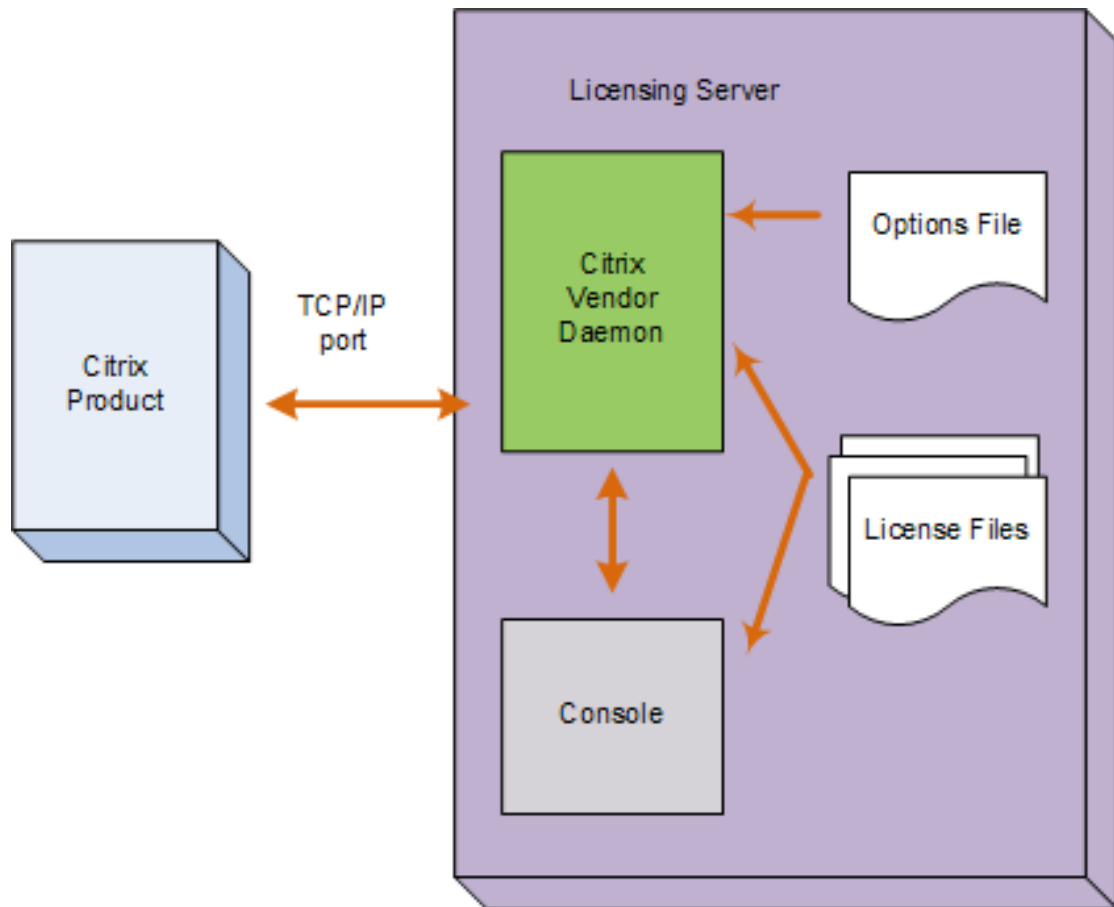 Licensing Server
Citrix
Vendor
Daemon
Options File
TCP/IP
port
Citrix
Product
License Files
Console